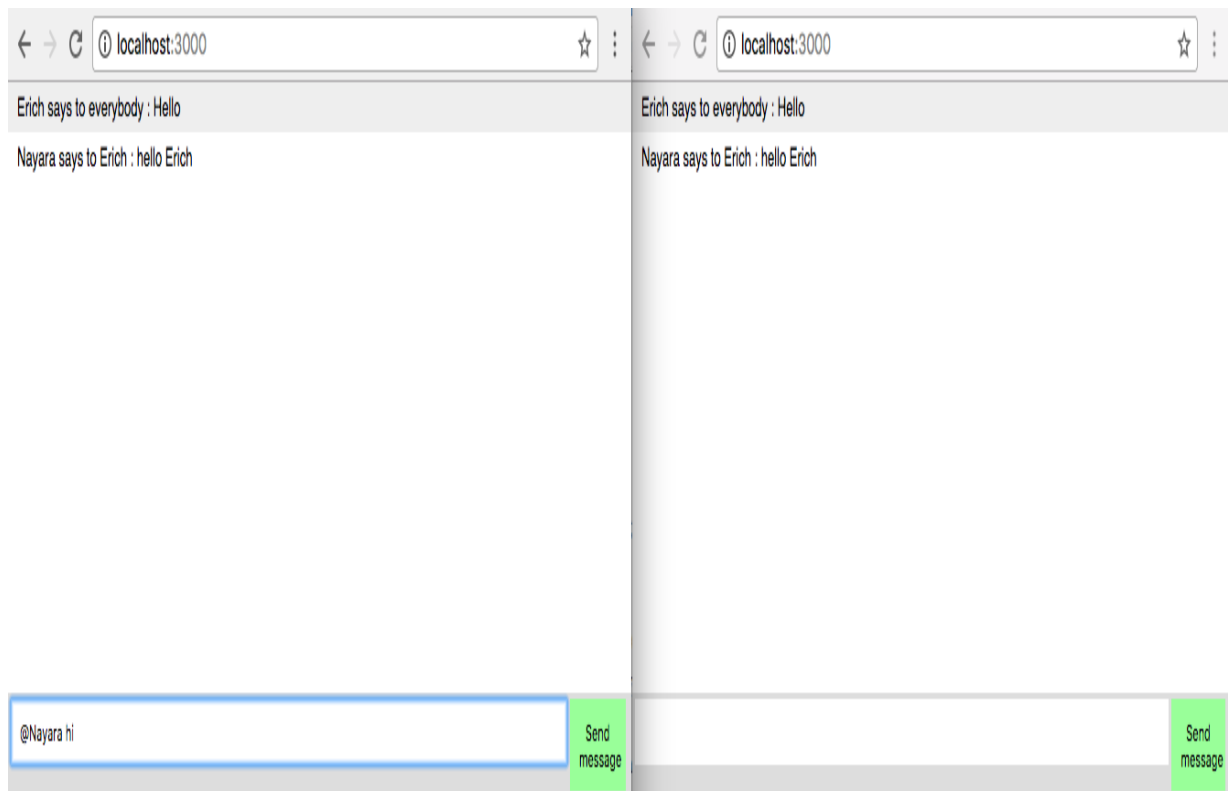 localhost:3000
Erich says to everybody : Hello
Nayara says to Erich : hello Erich
@Nayara hi
Send
message
localhost:3000
Erich says to everybody : Hello
Nayara says to Erich : hello Erich
Send
message